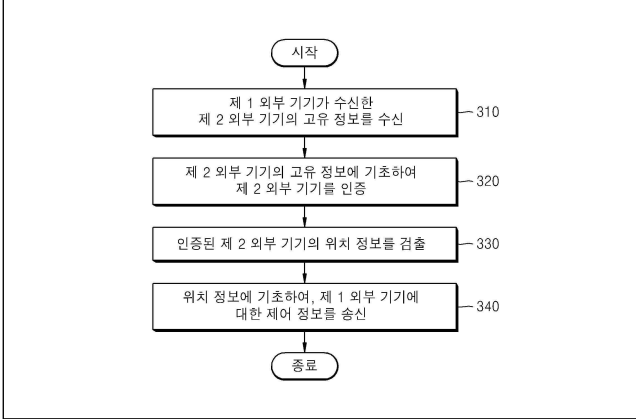 시작
제 1 외부 기기가 수신한
제 2 외부 기기의 고유 정보를 수신
310
제 2 외부 기기의 고유 정보에 기초하여
제 2 외부 기기를 인증
320
인증된 제 2 외부 기기의 위치 정보를 검출
330
위치 정보에 기초하여, 제 1 외부 기기에
대한 제어 정보를 송신
340
종료